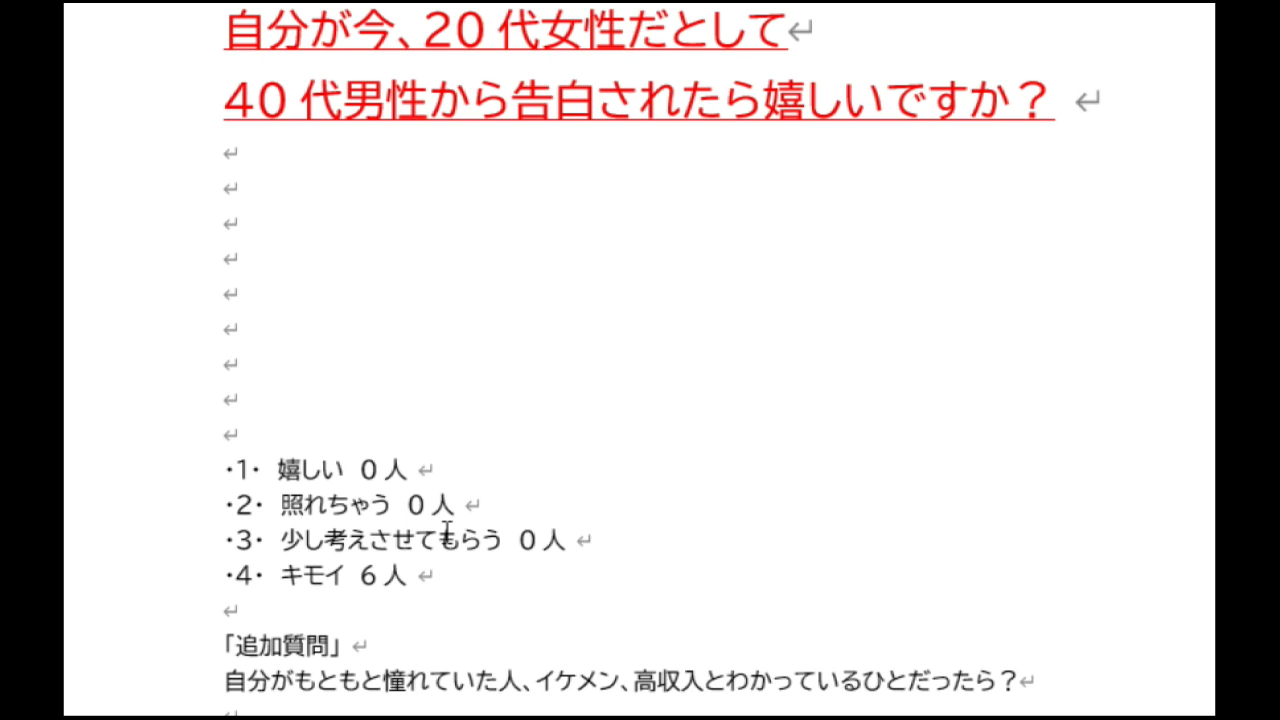 自分が今、20代女性だとして
40代男性から告白されたら嬉しいですか？
・1・ 嬉しい 0人
・2・ 照れちゃう 0人
・3・ 少し考えさせてもらう 0人
・4・ キモイ 6人
「追加質問」
自分がもともと憧れていた人、イケメン、高収入とわかっているひとだったら？